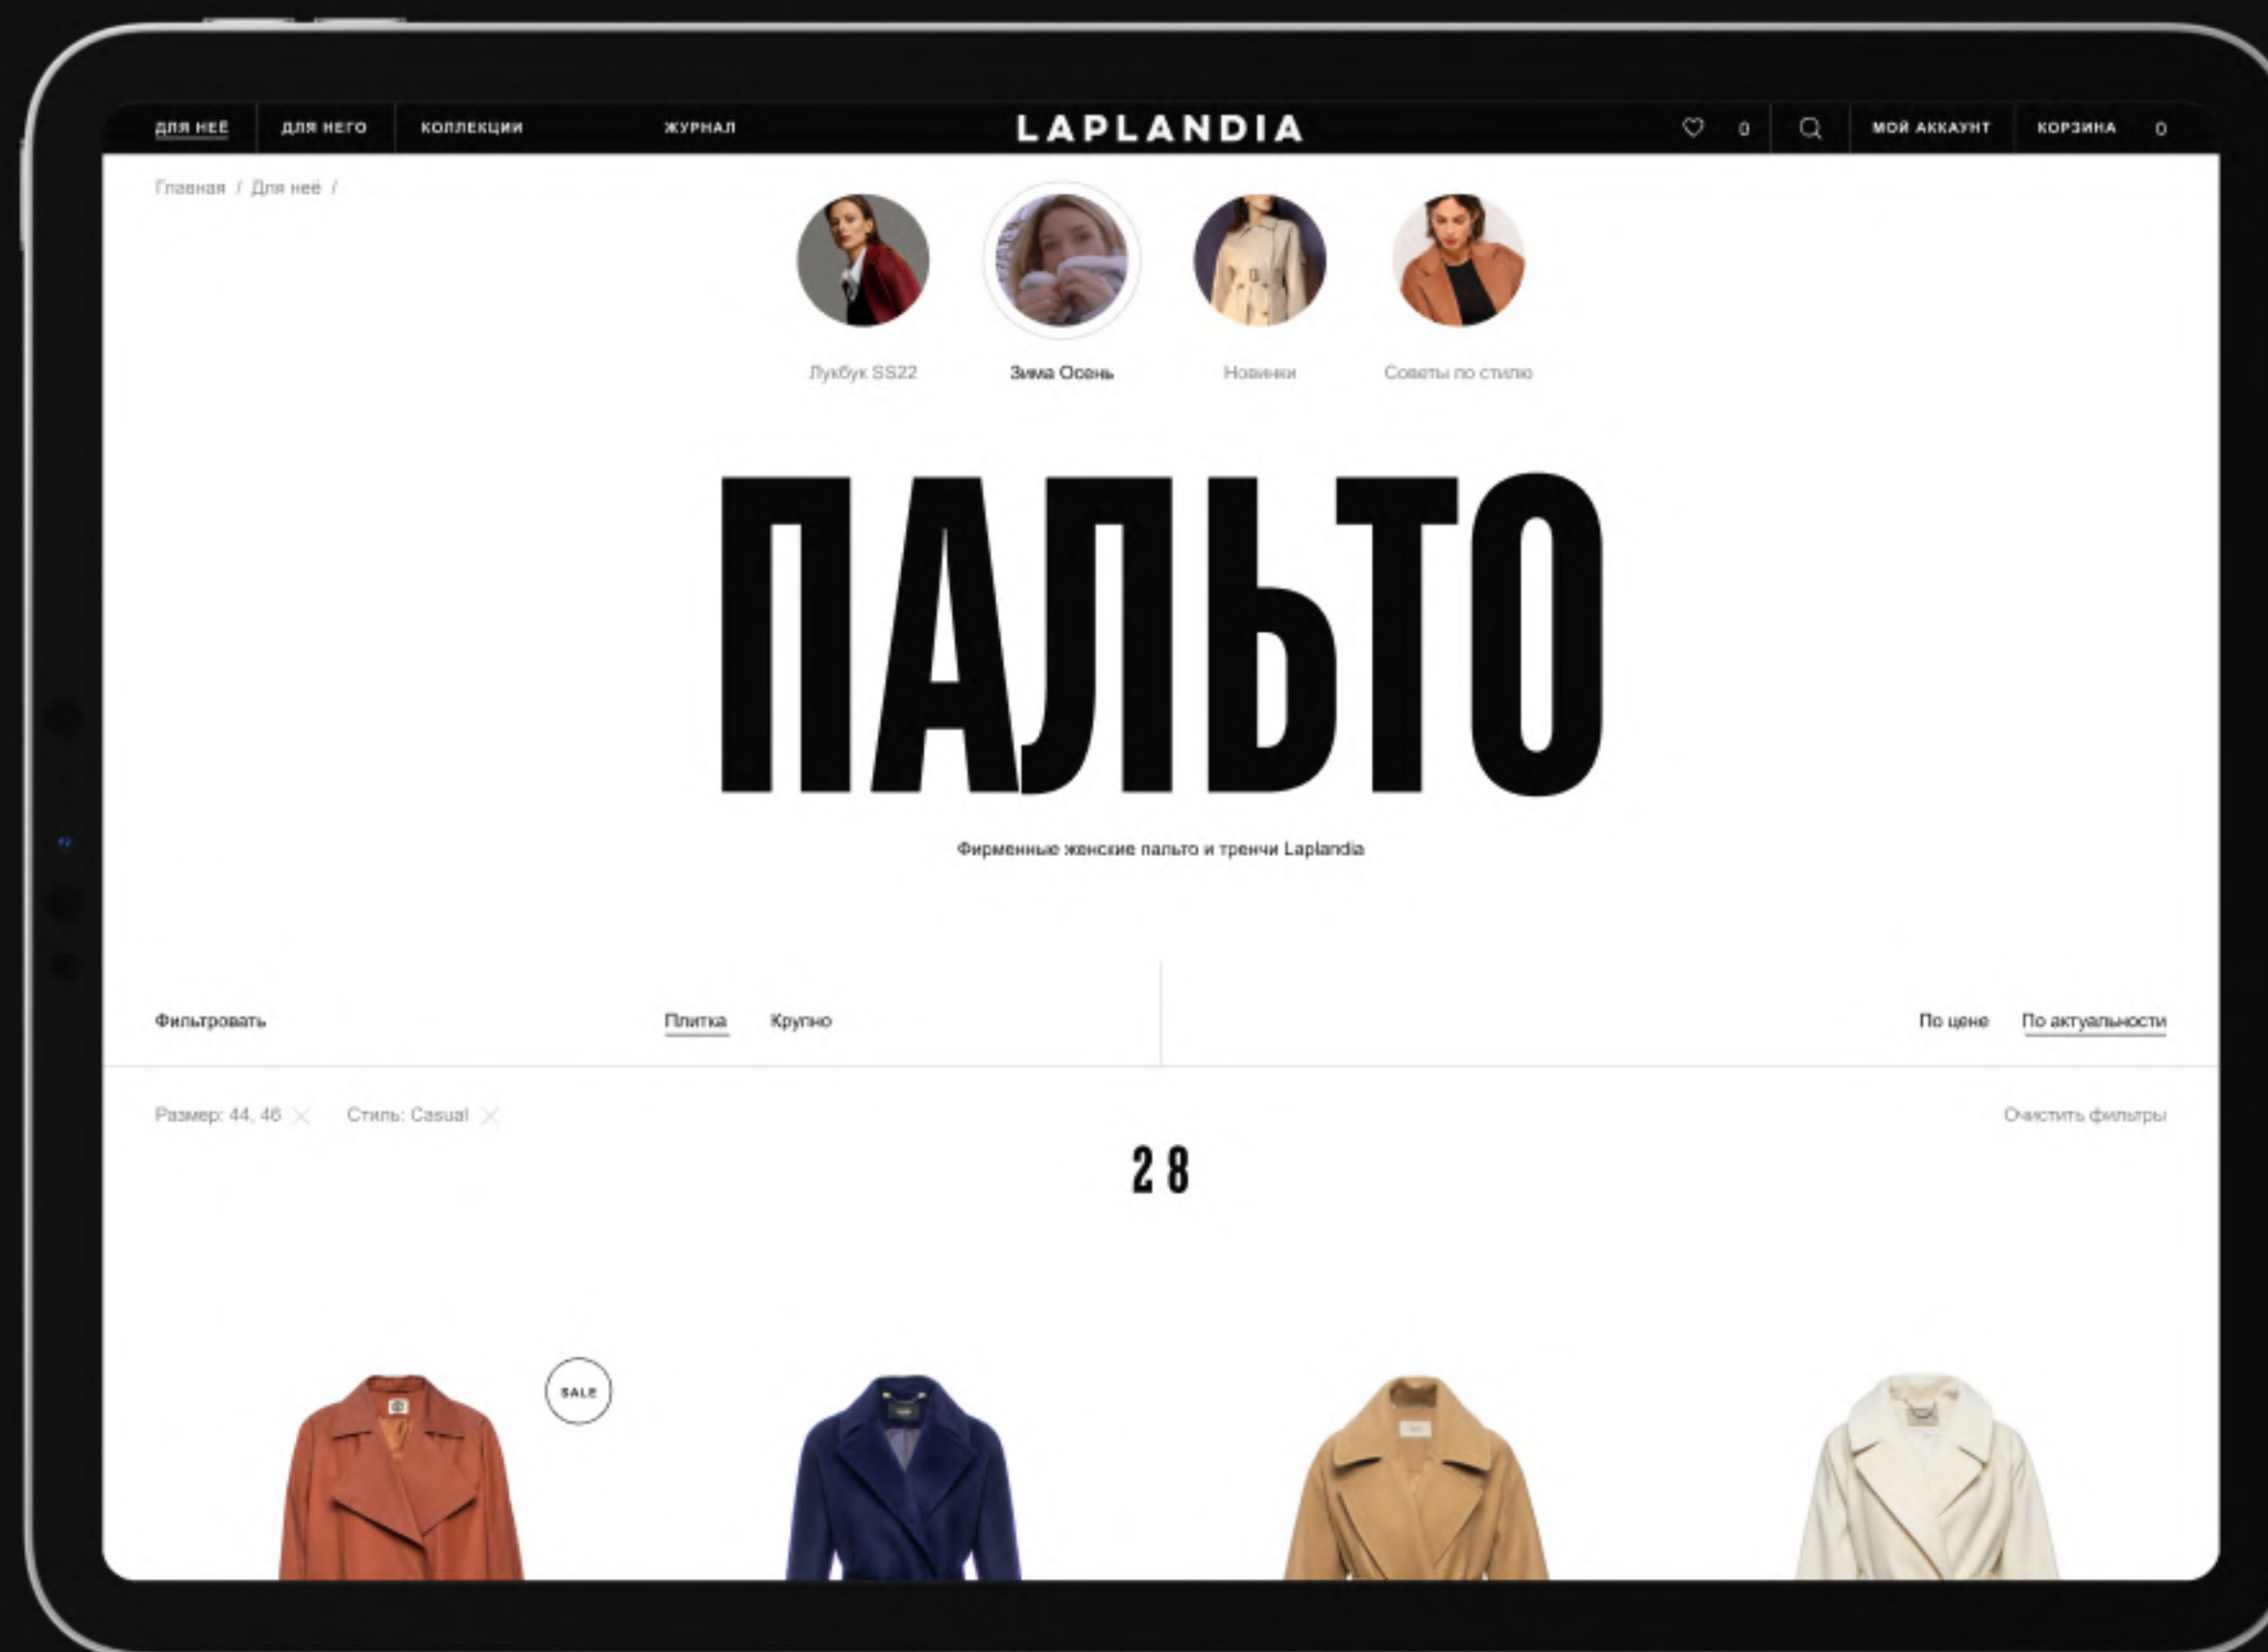 ДЛЯ НЕЁ ДЛЯ НЕГО КОЛЛЕКЦИИ ЖУРНАЛ LAPLANDIA 0 МОЙ АККАУНТ КОРЗИНА 0
Главная / Для неё /
Лукбук SS22 Зима Осень Новинки Советы по стилю
ПАЛЬТО
Фирменные женские пальто и тренчи Laplandia
Фильтровать Плитка Крупно По цене По актуальности
Размер: 44, 46 Стиль: Casual Очистить фильтры
28
SALE